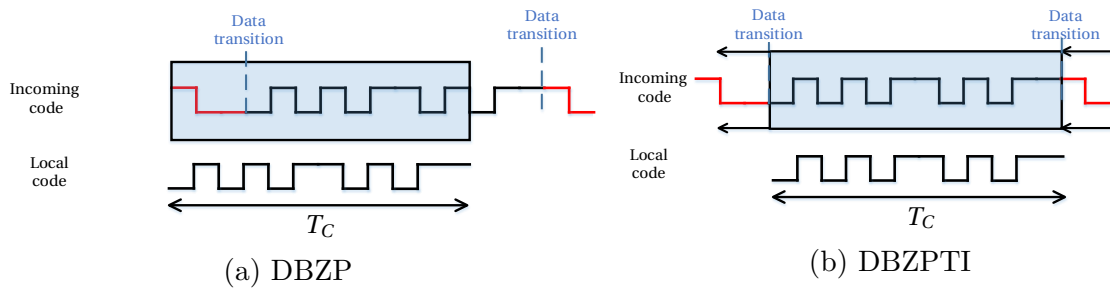 Data
transition
Data
transition
Incoming
code
Local
code
T_C
(a) DBZP
Data
transition
Data
transition
Incoming
code
Local
code
T_C
(b) DBZPTI